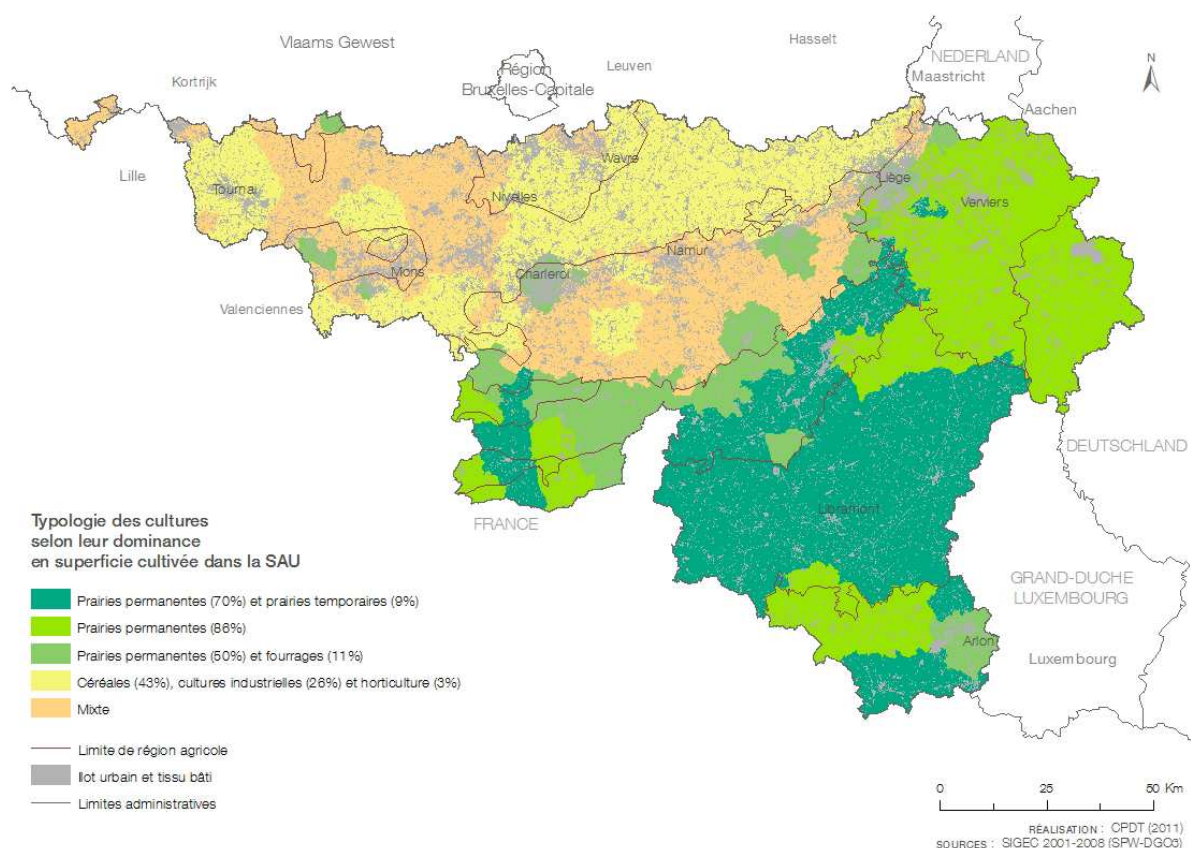 Vlaams Gewest
Hasselt
NEDERLAND
Maastricht
N
Kortrijk
Région
Bruxelles-Capitale
Leuven
Aachen
Lille
Tournai
Nivelles
Wavre
Liège
Verviers
Mons
Charleroi
Namur
Valenciennes
DEUTSCHLAND
FRANCE
Libramont
GRAND-DUCHE
LUXEMBOURG
Arlon
Luxembourg
Typologie des cultures
selon leur dominance
en superficie cultivée dans la SAU
Prairies permanentes (70%) et prairies temporaires (9%)
Prairies permanentes (86%)
Prairies permanentes (50%) et fourrages (11%)
Céréales (43%), cultures industrielles (26%) et horticulture (3%)
Mixte
Limite de région agricole
Ilot urbain et tissu bâti
Limites administratives
0 25 50 Km
RÉALISATION : CPDT (2011)
SOURCES : SIGEC 2001-2008 (SPW-DGO3)